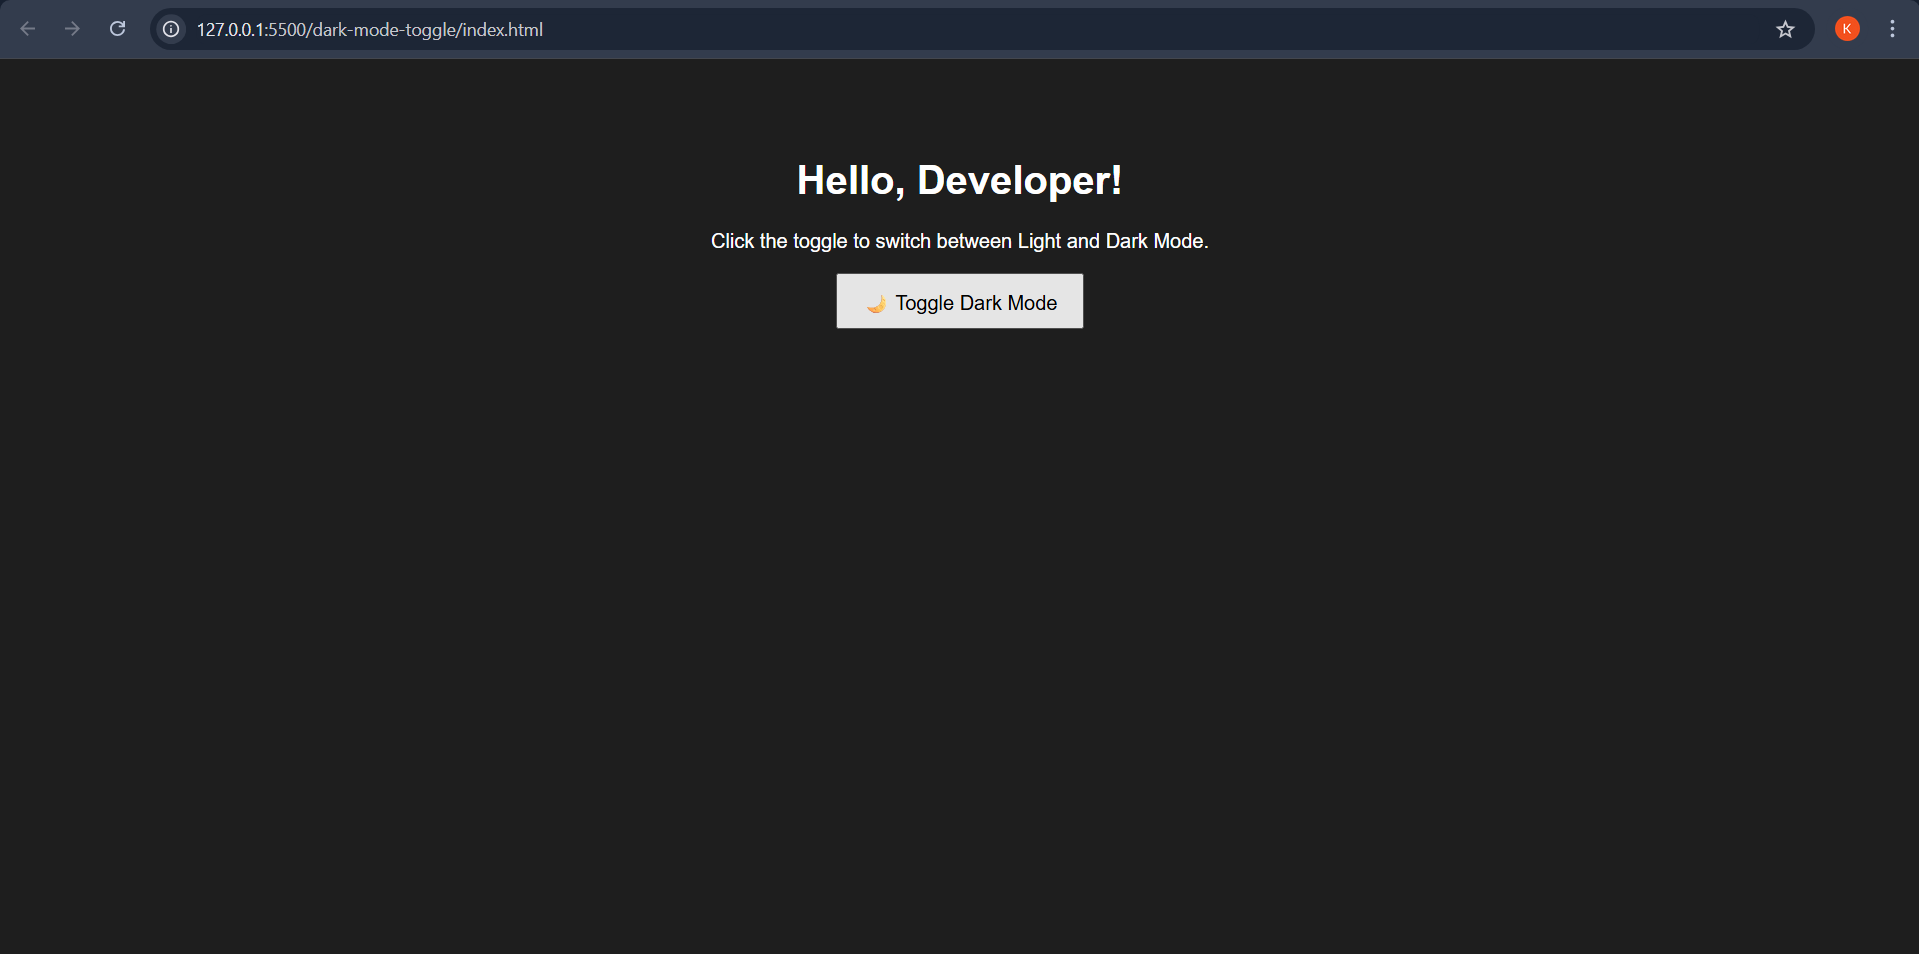 127.0.0.1:5500/dark-mode-toggle/index.html
K
Hello, Developer!
Click the toggle to switch between Light and Dark Mode.
🌙 Toggle Dark Mode